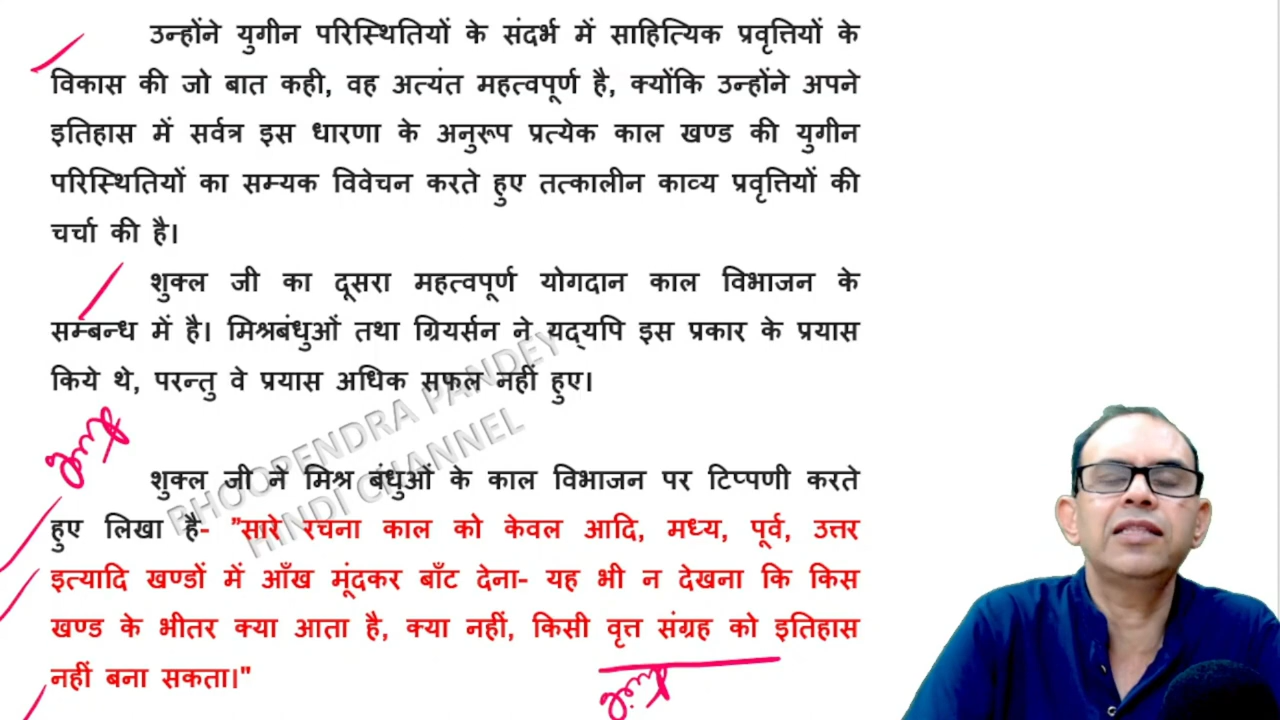 उन्होंने युगीन परिस्थितियों के संदर्भ में साहित्यिक प्रवृत्तियों के
विकास की जो बात कही, वह अत्यंत महत्वपूर्ण है, क्योंकि उन्होंने अपने
इतिहास में सर्वत्र इस धारणा के अनुरूप प्रत्येक काल खण्ड की युगीन
परिस्थितियों का सम्यक विवेचन करते हुए तत्कालीन काव्य प्रवृत्तियों की
चर्चा की है।
शुक्ल जी का दूसरा महत्वपूर्ण योगदान काल विभाजन के
सम्बन्ध में है। मिश्रबंधुओं तथा ग्रियर्सन ने यद्यपि इस प्रकार के प्रयास
किये थे, परन्तु वे प्रयास अधिक सफल नहीं हुए।
BHOOPENDRA PANDEY
HINDI CHANNEL
शुक्ल जी ने मिश्र बंधुओं के काल विभाजन पर टिप्पणी करते
हुए लिखा है- "सारे रचना काल को केवल आदि, मध्य, पूर्व, उत्तर
इत्यादि खण्डों में आँख मूंदकर बाँट देना- यह भी न देखना कि किस
खण्ड के भीतर क्या आता है, क्या नहीं, किसी वृत्त संग्रह को इतिहास
नहीं बना सकता।"